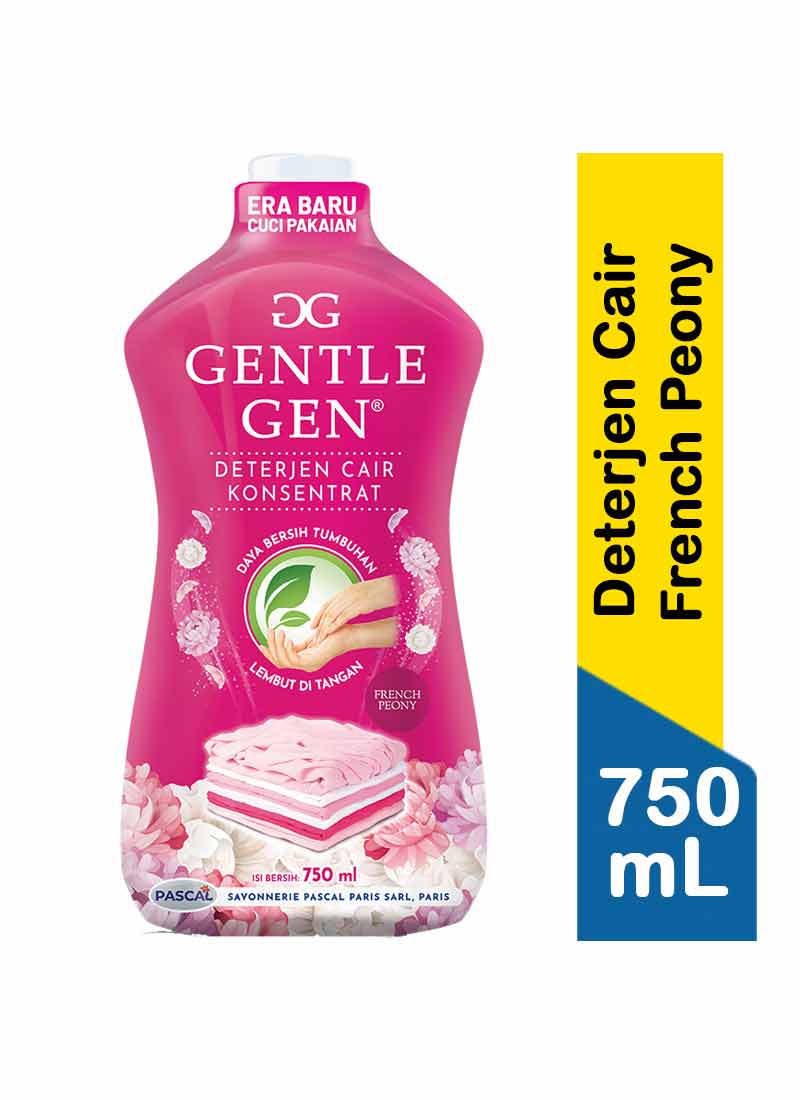 ERA BARU
CUCI PAKAIAN
GG
GENTLE
GEN®
DETERJEN CAIR
KONSENTRAT
DAYA BERSIH TUMBUHAN
LEMBUT DI TANGAN
FRENCH
PEONY
ISI BERSIH: 750 ml
PASCAL
SAVONNERIE PASCAL PARIS SARL, PARIS
Deterjen Cair
French Peony
750
mL